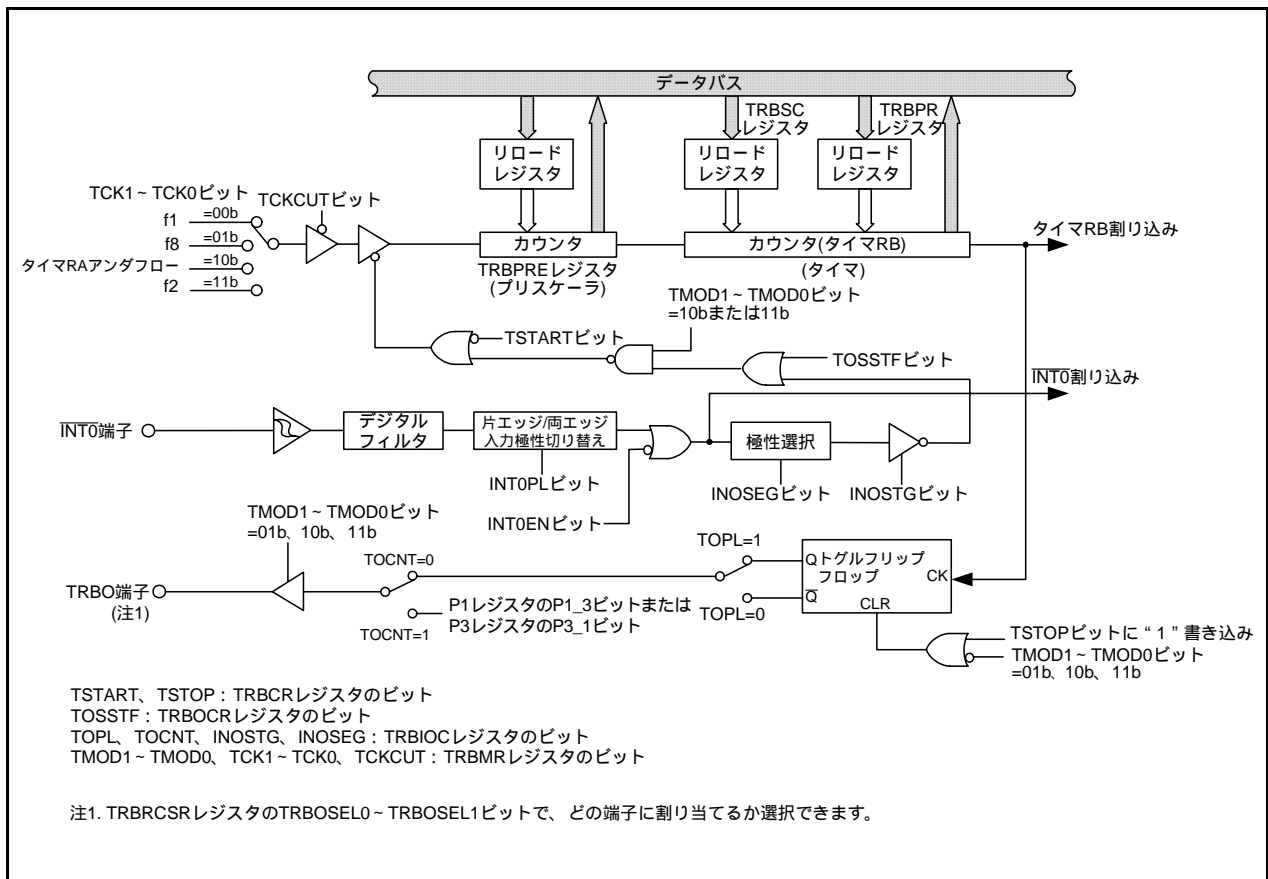 データバス
TRBSC
レジスタ
TRBPR
レジスタ
リロード
レジスタ
リロード
レジスタ
リロード
レジスタ
TCK1~TCK0ビット
TCKCUTビット
f1
=00b
f8
=01b
タイマRAアンダフロー
=10b
f2
=11b
カウンタ
TRBPREレジスタ
(プリスケーラ)
カウンタ(タイマRB)
(タイマ)
タイマRB割り込み
TMOD1~TMOD0ビット
=10bまたは11b
TSTARTビット
TOSSTFビット
INT0割り込み
INT0端子
デジタル
フィルタ
片エッジ/両エッジ
入力極性切り替え
極性選択
INT0PLビット
INOSEGビット
INOSTGビット
INT0ENビット
TMOD1~TMOD0ビット
=01b、10b、11b
TOCNT=0
TOPL=1
Qトグルフリップ
フロップ
CK
Q
CLR
TRBO端子
(注1)
P1レジスタのP1_3ビットまたは
P3レジスタのP3_1ビット
TOCNT=1
TOPL=0
TSTOPビットに“1”書き込み
TMOD1~TMOD0ビット
=01b、10b、11b
TSTART、TSTOP:TRBCRレジスタのビット
TOSSTF:TRBOCRレジスタのビット
TOPL、TOCNT、INOSTG、INOSEG:TRBIOCレジスタのビット
TMOD1~TMOD0、TCK1~TCK0、TCKCUT:TRBMRレジスタのビット
注1. TRBRCSRレジスタのTRBOSEL0~TRBOSEL1ビットで、どの端子に割り当てるか選択できます。